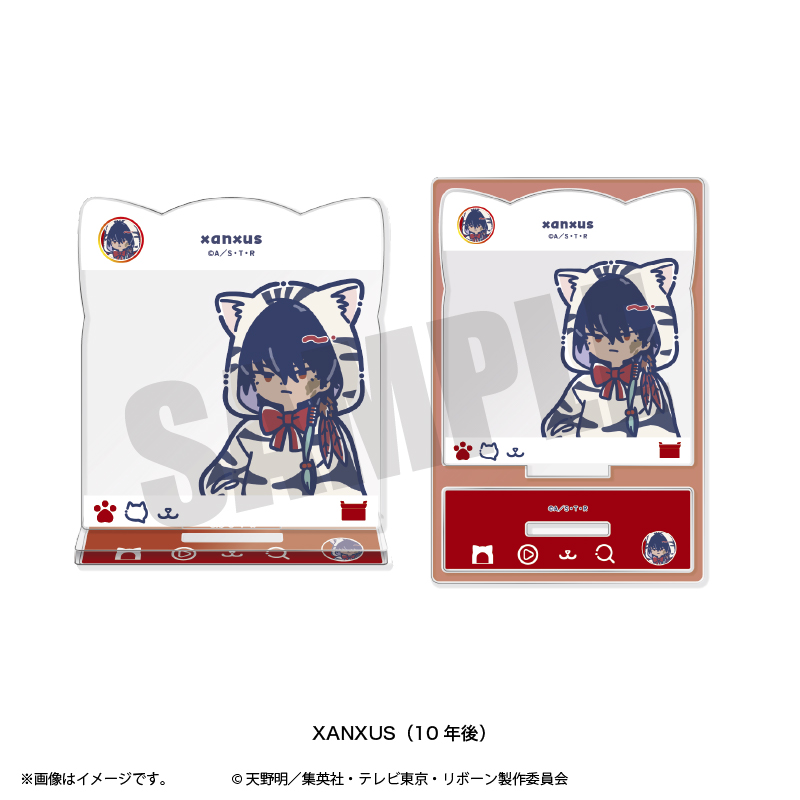 xanxus
©A／S・T・R
xanxus
©A／S・T・R
SAMPLE
©A／S・T・R
XANXUS（10年後）
※画像はイメージです。
© 天野明／集英社・テレビ東京・リボーン製作委員会